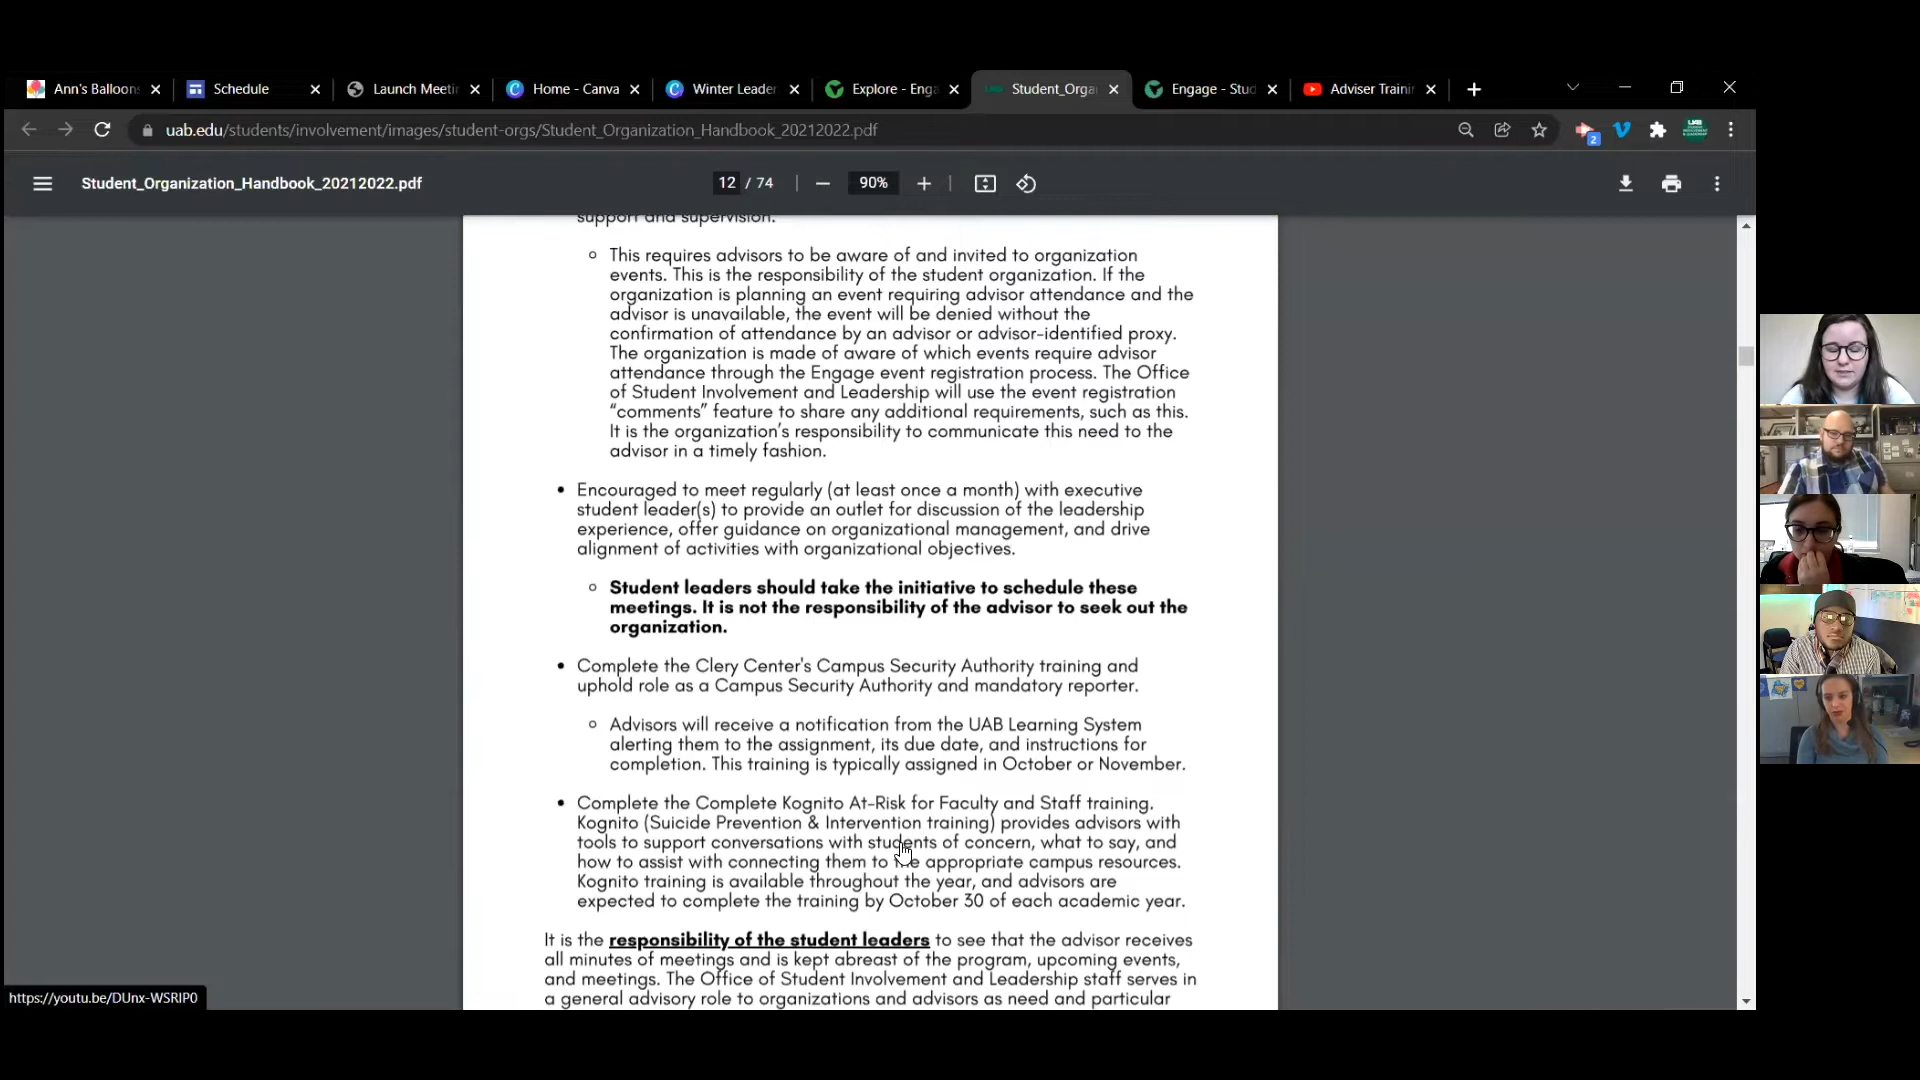 Ann's Balloon
Schedule
Launch Meeti
Home - Canva
Winter Leader
Explore - Enga
Student_Orga
Engage - Stud
Adviser Traini
uab.edu/students/involvement/images/student-orgs/Student_Organization_Handbook_20212022.pdf
2
Student_Organization_Handbook_20212022.pdf
12 / 74
90%
support and supervision.
This requires advisors to be aware of and invited to organization
events. This is the responsibility of the student organization. If the
organization is planning an event requiring advisor attendance and the
advisor is unavailable, the event will be denied without the
confirmation of attendance by an advisor or advisor-identified proxy.
The organization is made of aware of which events require advisor
attendance through the Engage event registration process. The Office
of Student Involvement and Leadership will use the event registration
“comments” feature to share any additional requirements, such as this.
It is the organization’s responsibility to communicate this need to the
advisor in a timely fashion.
Encouraged to meet regularly (at least once a month) with executive
student leader(s) to provide an outlet for discussion of the leadership
experience, offer guidance on organizational management, and drive
alignment of activities with organizational objectives.
Student leaders should take the initiative to schedule these
meetings. It is not the responsibility of the advisor to seek out the
organization.
Complete the Clery Center's Campus Security Authority training and
uphold role as a Campus Security Authority and mandatory reporter.
Advisors will receive a notification from the UAB Learning System
alerting them to the assignment, its due date, and instructions for
completion. This training is typically assigned in October or November.
Complete the Complete Kognito At-Risk for Faculty and Staff training.
Kognito (Suicide Prevention & Intervention training) provides advisors with
tools to support conversations with students of concern, what to say, and
how to assist with connecting them to the appropriate campus resources.
Kognito training is available throughout the year, and advisors are
expected to complete the training by October 30 of each academic year.
It is the responsibility of the student leaders to see that the advisor receives
all minutes of meetings and is kept abreast of the program, upcoming events,
and meetings. The Office of Student Involvement and Leadership staff serves in
a general advisory role to organizations and advisors as need and particular
https://youtu.be/DUnx-WSRIP0